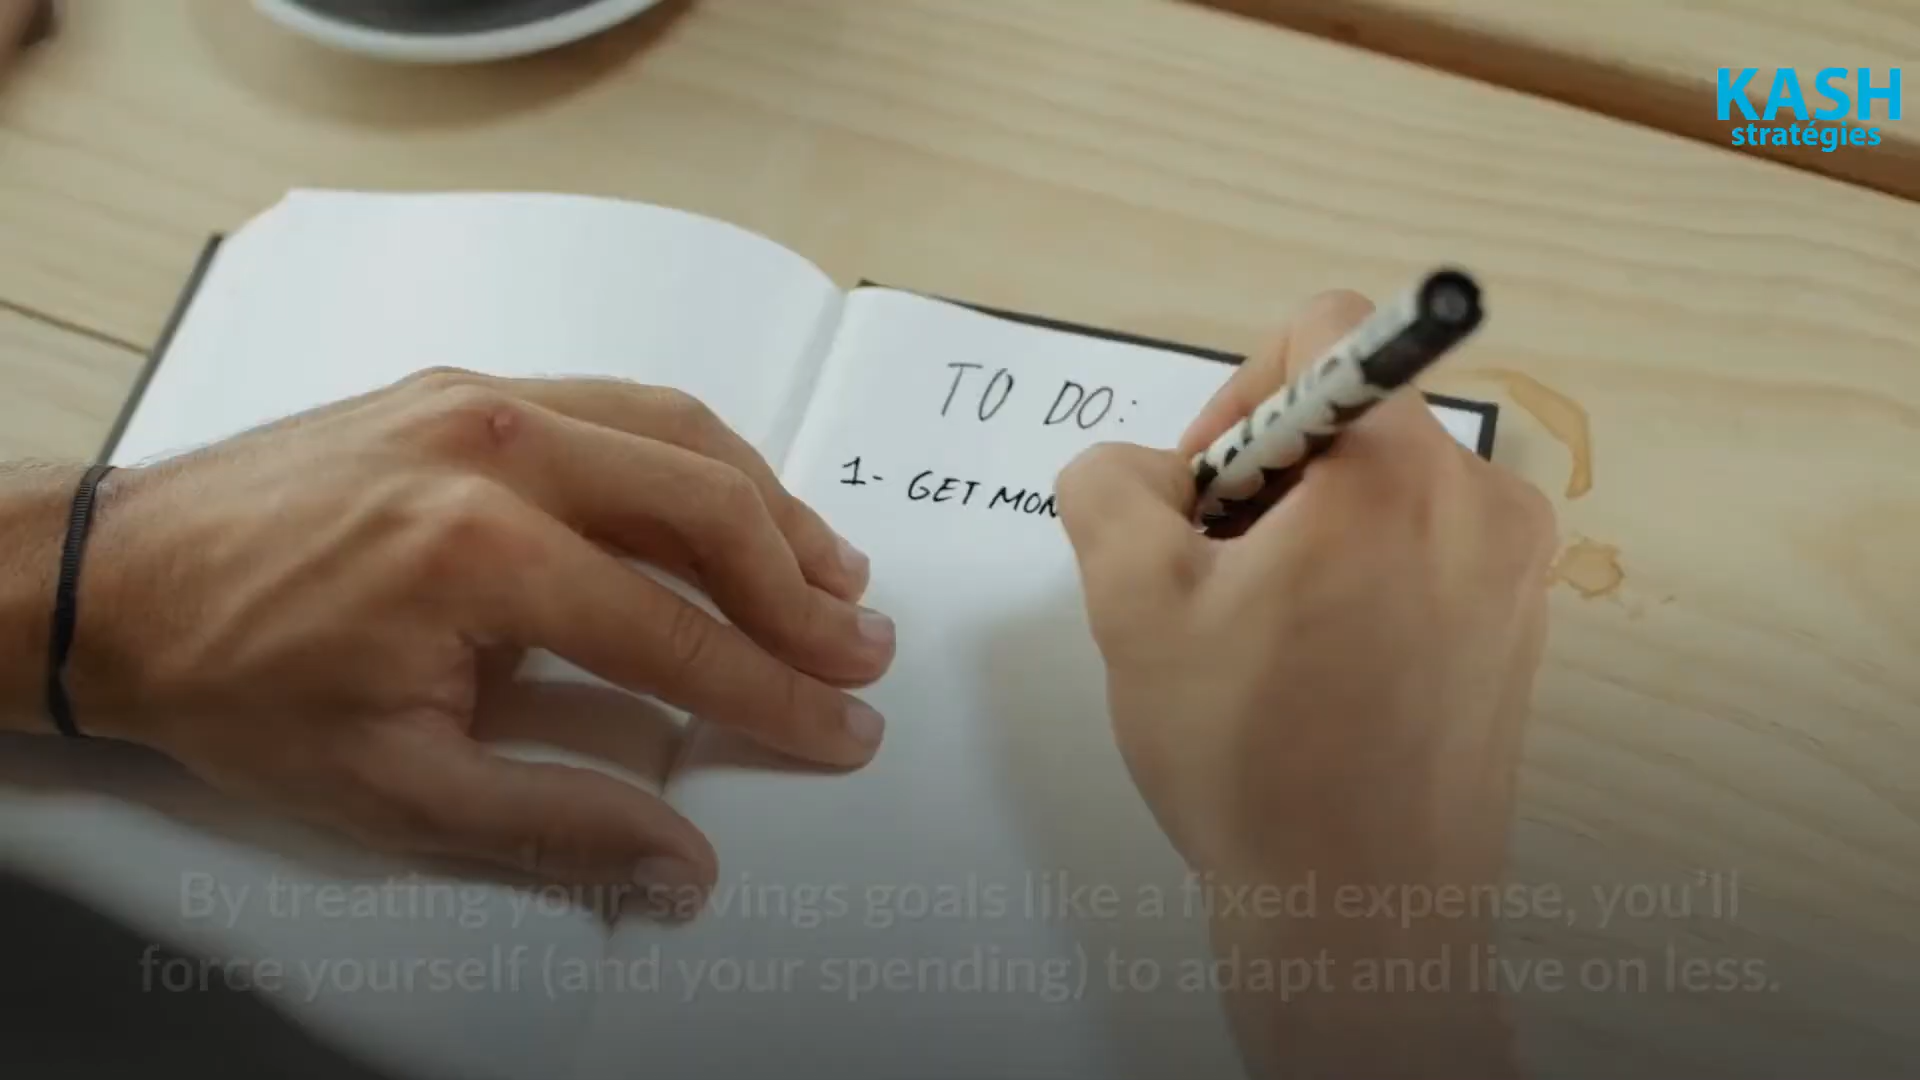 KASH
stratégies
TO DO:
1- GET MON
By treating your savings goals like a fixed expense, you'll
force yourself (and your spending) to adapt and live on less.